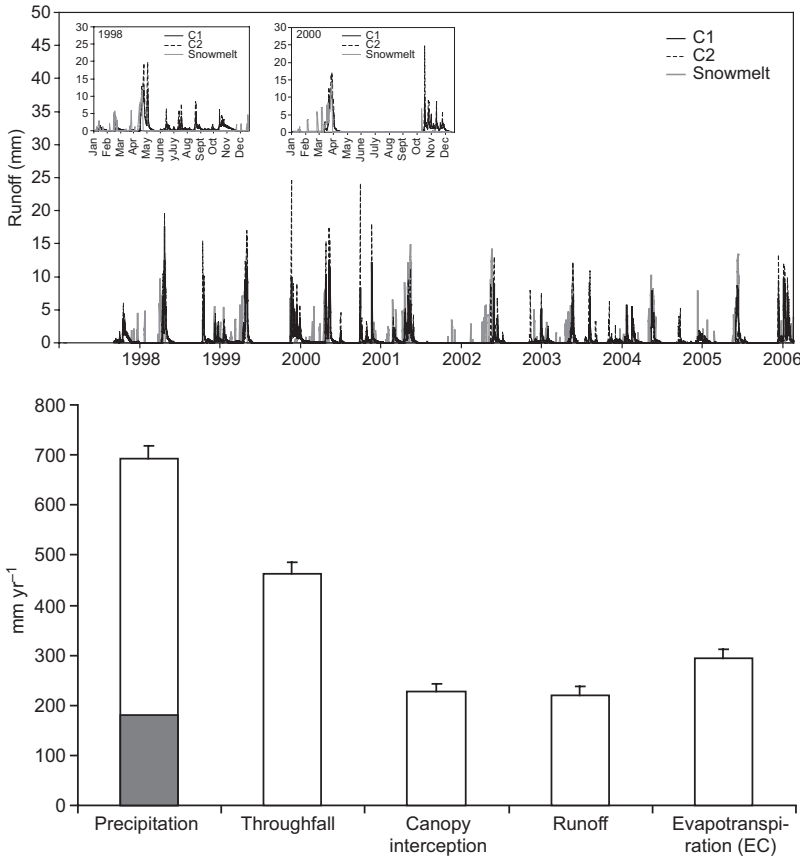 50
45
40
35
30
25
20
15
10
5
0
Runoff (mm)
30
25
20
15
10
5
0
1998
C1
C2
Snowmelt
Jan
Feb
Mar
Apr
May
June
yJuy
Aug
Sept
Oct
Nov
Dec
30
25
20
15
10
5
0
2000
C1
C2
Snowmelt
Jan
Feb
Mar
Apr
May
June
July
Aug
Sept
Oct
Nov
Dec
C1
C2
Snowmelt
1998 1999 2000 2001 2002 2003 2004 2005 2006
800
700
600
500
400
300
200
100
0
mm yr⁻¹
Precipitation
Throughfall
Canopy
interception
Runoff
Evapotranspi-
ration (EC)